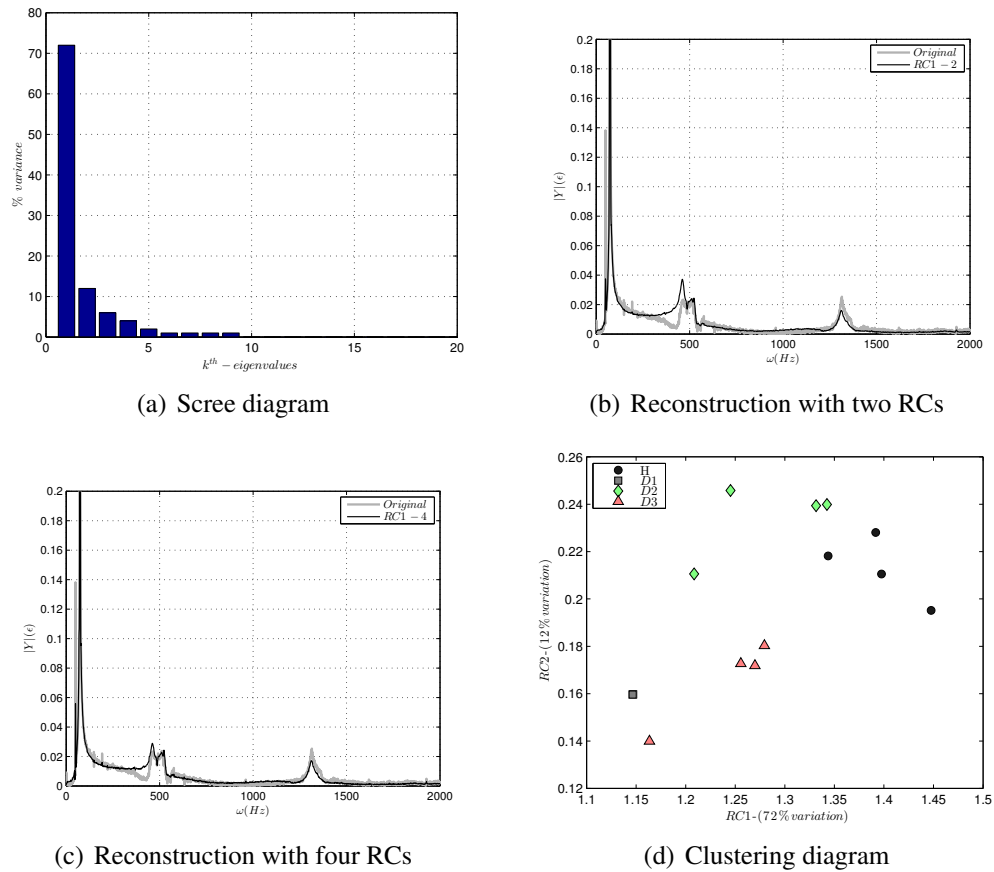 80
70
60
50
40
30
20
10
0
% variance
0 5 10 15 20
k^th − eigenvalues
(a) Scree diagram
0.2
0.18
0.16
0.14
0.12
0.1
0.08
0.06
0.04
0.02
0
|Y|(ϵ)
Original
RC1 − 2
0 500 1000 1500 2000
ω(Hz)
(b) Reconstruction with two RCs
0.2
0.18
0.16
0.14
0.12
0.1
0.08
0.06
0.04
0.02
0
|Y|(ϵ)
Original
RC1 − 4
0 500 1000 1500 2000
ω(Hz)
(c) Reconstruction with four RCs
0.26
0.24
0.22
0.2
0.18
0.16
0.14
0.12
RC2-(12%variation)
H
D1
D2
D3
1.1 1.15 1.2 1.25 1.3 1.35 1.4 1.45 1.5
RC1-(72%variation)
(d) Clustering diagram